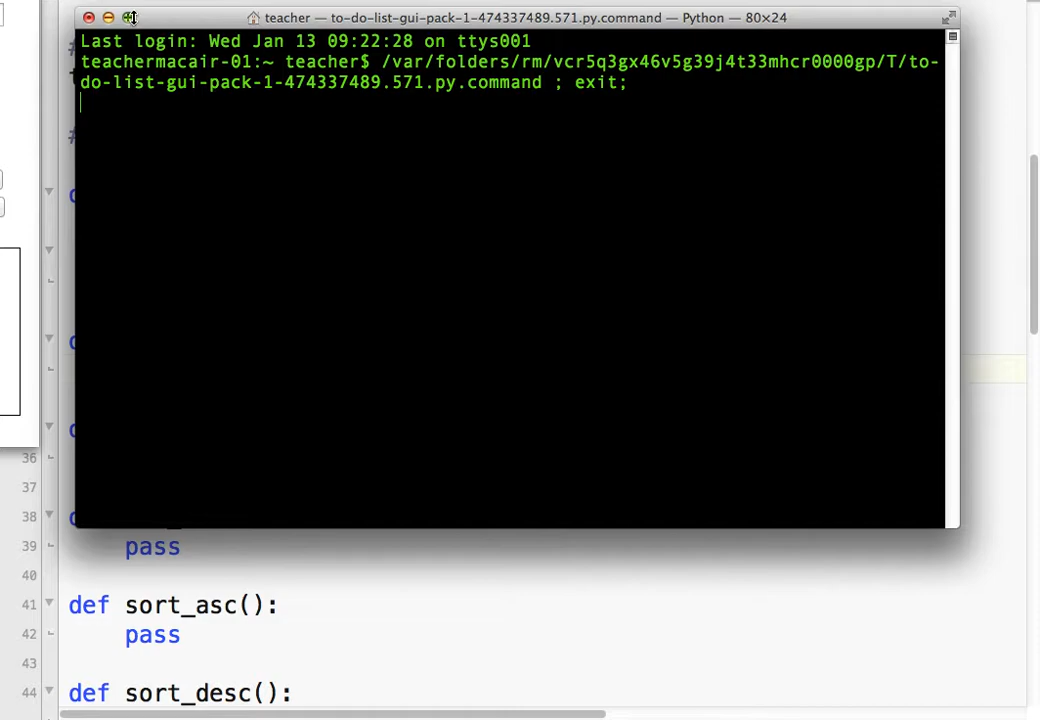 teacher — to-do-list-gui-pack-1-474337489.571.py.command — Python — 80×24
Last login: Wed Jan 13 09:22:28 on ttys001
teachermacair-01:~ teacher$ /var/folders/rm/vcr5q3gx46v5g39j4t33mhcr0000gp/T/to-
do-list-gui-pack-1-474337489.571.py.command ; exit;
36
37
38
39 pass
40
41 def sort_asc():
42 pass
43
44 def sort_desc():